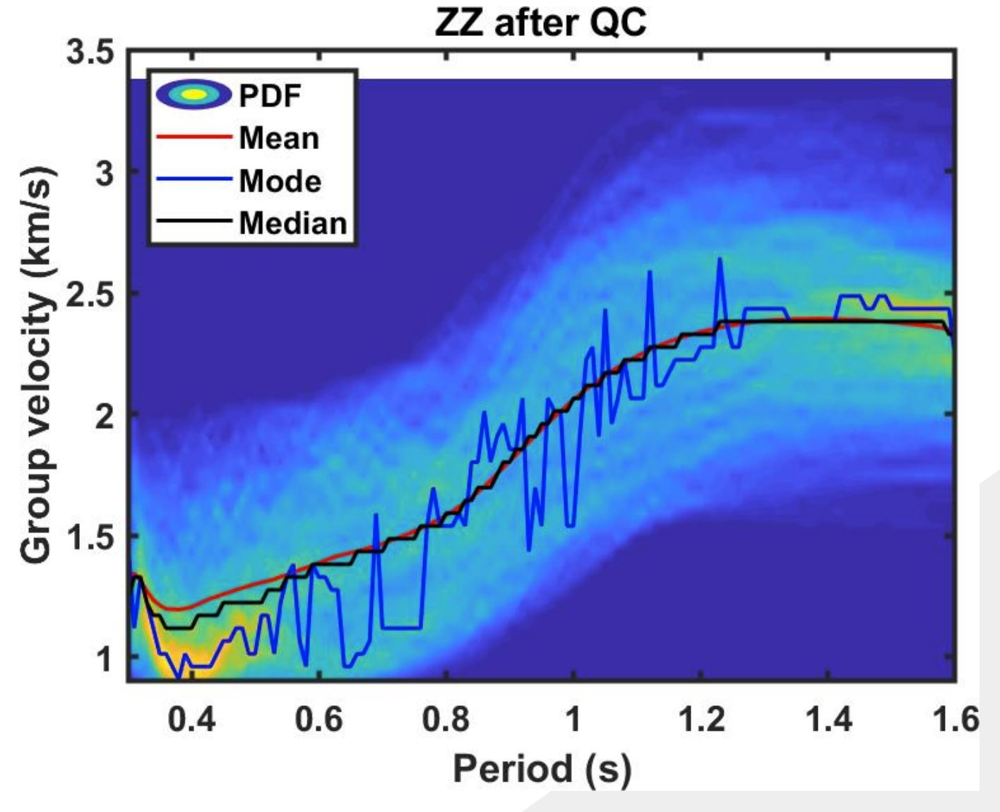 ZZ after QC
3.5
3
2.5
2
1.5
1
Group velocity (km/s)
PDF
Mean
Mode
Median
0.4 0.6 0.8 1 1.2 1.4 1.6
Period (s)